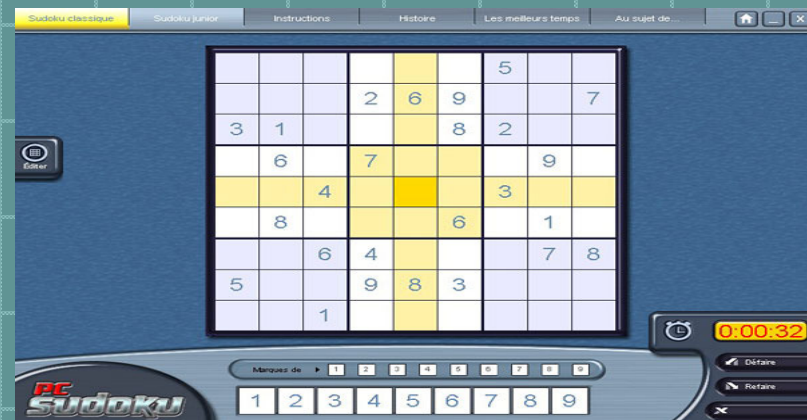 Sudoku classique Sudoku junior Instructions Histoire Les meilleurs temps Au sujet de...
5
2 6 9 7
3 1 8 2
Éditer
6 7 9
4 3
8 6 1
6 4 7 8
5 9 8 3
1
0:00:32
Défaire
Marques de 1 2 3 4 5 6 7 8 9
Refaire
PC
SUDOKU
1 2 3 4 5 6 7 8 9